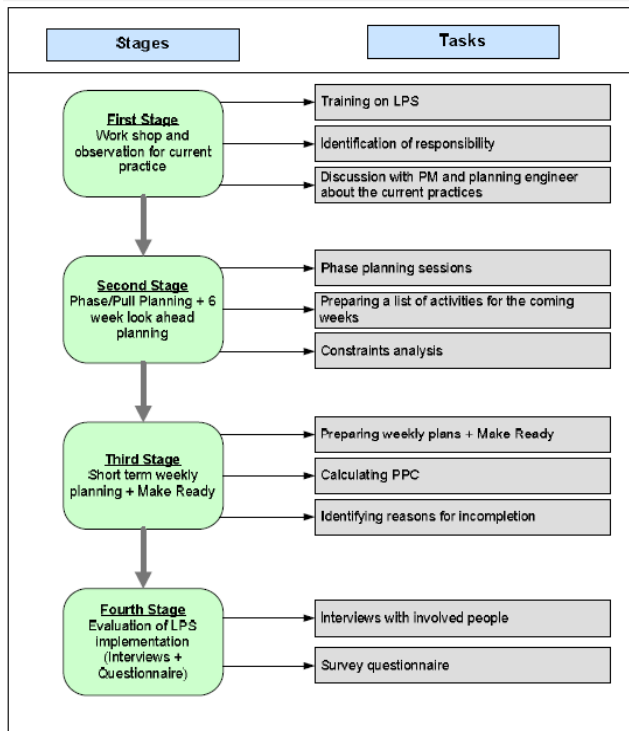 Stages
Tasks
First Stage
Work shop and
observation for current
practice
Training on LPS
Identification of responsibility
Discussion with PM and planning engineer
about the current practices
Second Stage
Phase/Pull Planning + 6
week look ahead
planning
Phase planning sessions
Preparing a list of activities for the coming
weeks
Constraints analysis
Third Stage
Short term weekly
planning + Make Ready
Preparing weekly plans + Make Ready
Calculating PPC
Identifying reasons for incompletion
Fourth Stage
Evaluation of LPS
implementation
(Interviews +
Questionnaire)
Interviews with involved people
Survey questionnaire